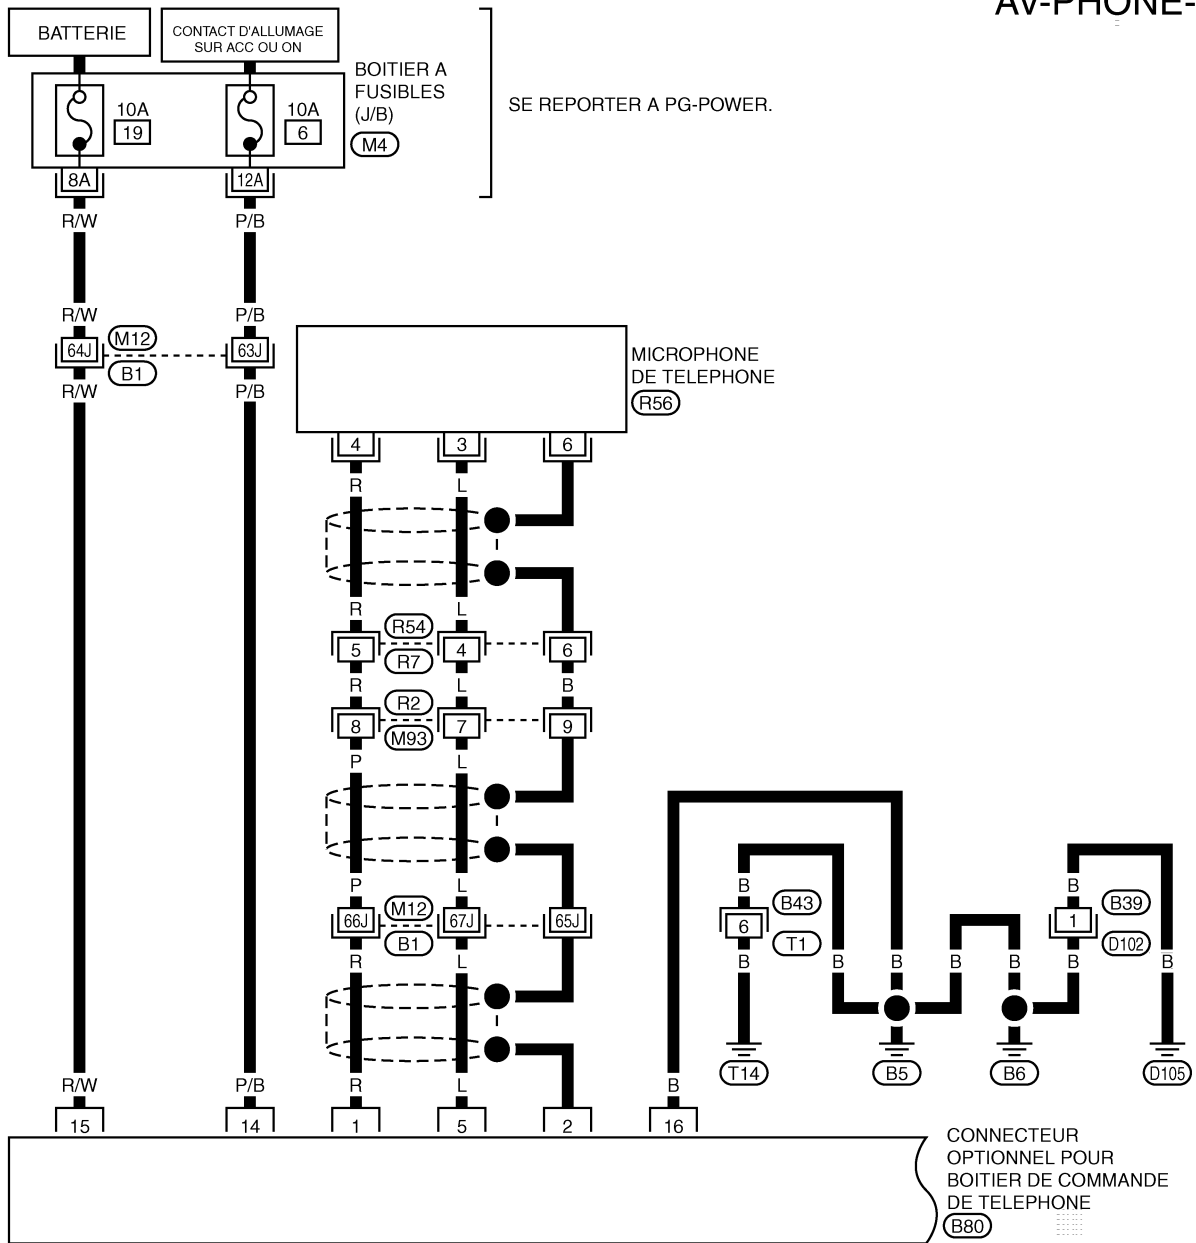 AV-PHONE-
BATTERIE
CONTACT D'ALLUMAGE
SUR ACC OU ON
BOITIER A
FUSIBLES
(J/B)
M4
10A
19
10A
6
SE REPORTER A PG-POWER.
8A
12A
R/W
P/B
R/W
P/B
64J
M12
B1
63J
R/W
P/B
MICROPHONE
DE TELEPHONE
R56
4
3
6
R
L
R
L
R54
5
4
6
R7
R
L
B
R2
8
7
9
M93
P
L
P
L
B
B43
B
B39
M12
66J
67J
65J
6
1
B1
T1
D102
R
L
B
B
B
B
B
B
B
T14
B5
B6
D105
R/W
P/B
R
L
B
15
14
1
5
2
16
CONNECTEUR
OPTIONNEL POUR
BOITIER DE COMMANDE
DE TELEPHONE
B80